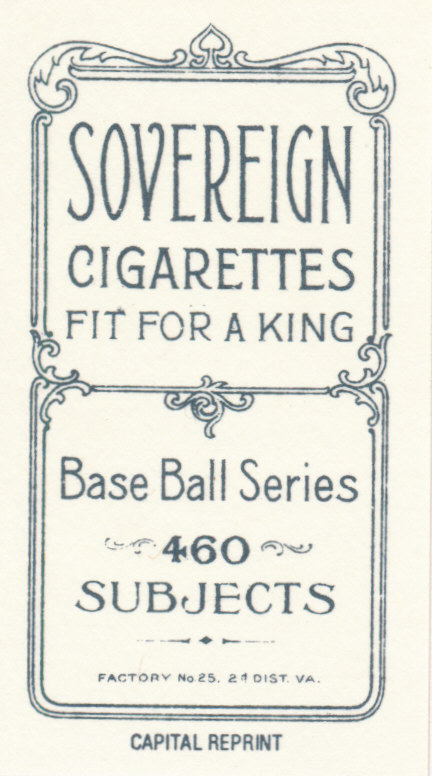 SOVEREIGN
CIGARETTES
FIT FOR A KING
Base Ball Series
460
SUBJECTS
FACTORY No. 25. 2d DIST. VA.
CAPITAL REPRINT